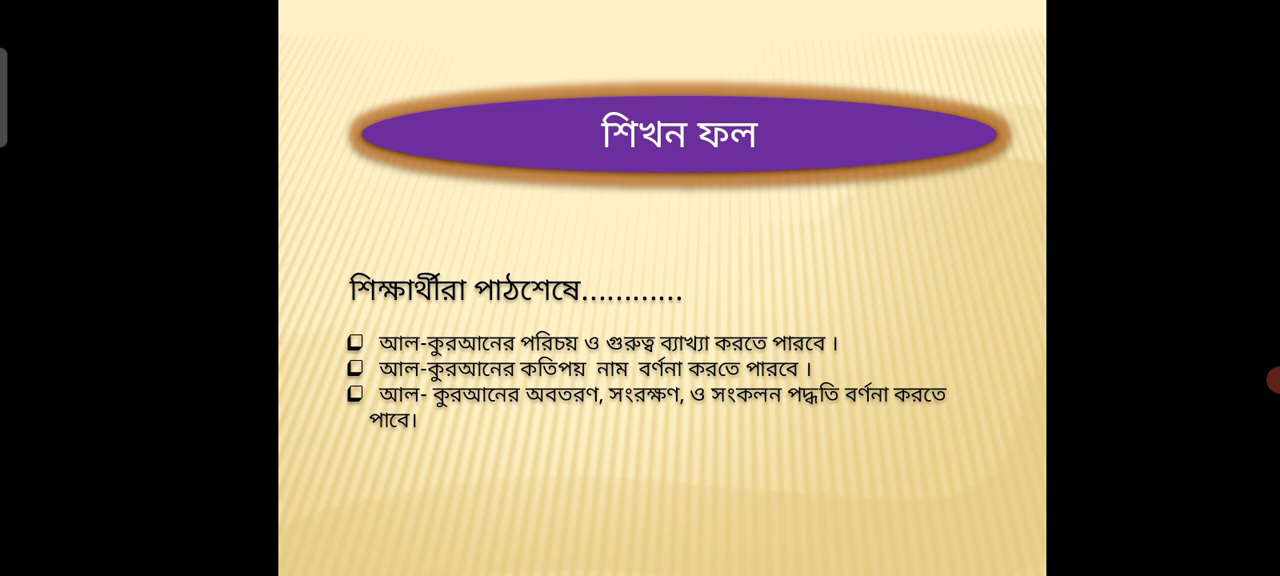 শিখন ফল
শিক্ষার্থীরা পাঠশেষে............
আল-কুরআনের পরিচয় ও গুরুত্ব ব্যাখ্যা করতে পারবে ।
আল-কুরআনের কতিপয় নাম বর্ণনা করতে পারবে ।
আল- কুরআনের অবতরণ, সংরক্ষণ, ও সংকলন পদ্ধতি বর্ণনা করতে
পাবে।